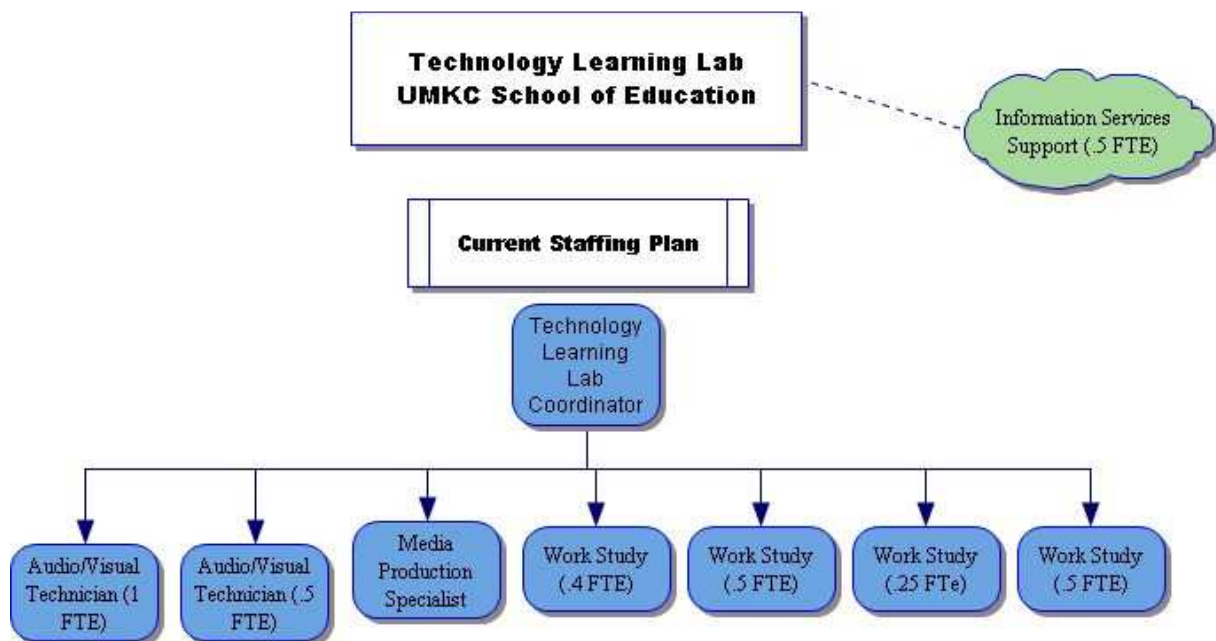 Technology Learning Lab
UMKC School of Education
Information Services
Support (.5 FTE)
Current Staffing Plan
Technology
Learning
Lab
Coordinator
Audio/Visual
Technician (1
FTE)
Audio/Visual
Technician (.5
FTE)
Media
Production
Specialist
Work Study
(.4 FTE)
Work Study
(.5 FTE)
Work Study
(.25 FTe)
Work Study
(.5 FTE)